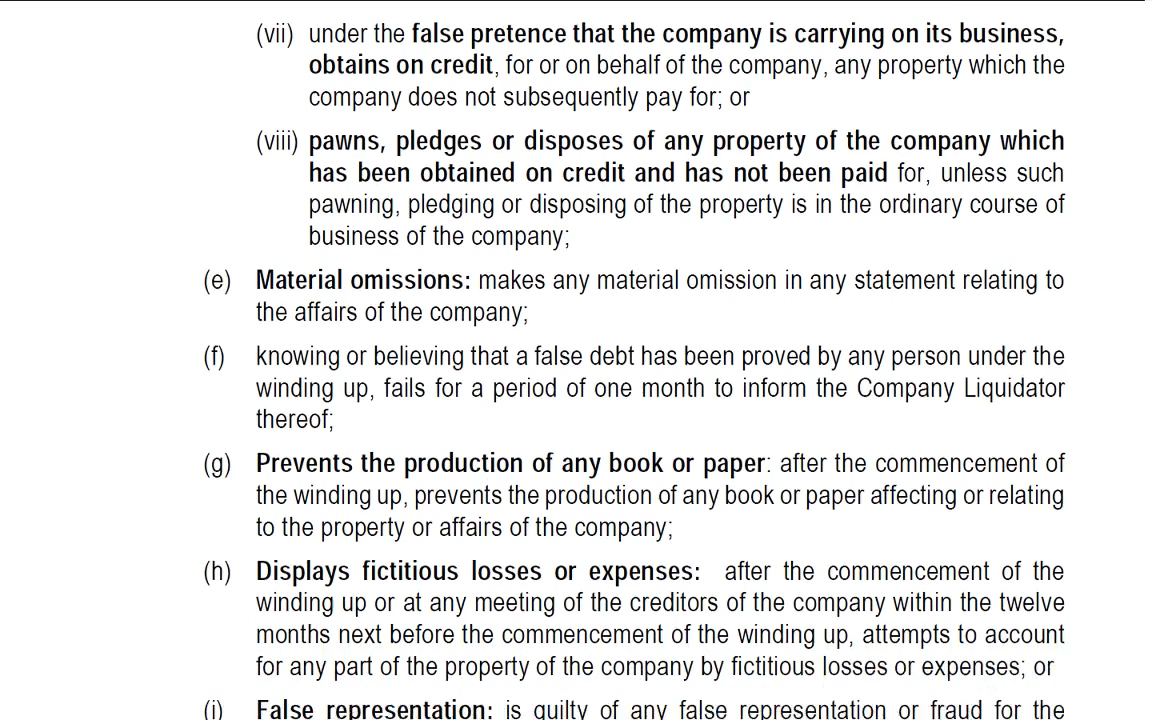 (vii) under the false pretence that the company is carrying on its business,
obtains on credit, for or on behalf of the company, any property which the
company does not subsequently pay for; or
(viii) pawns, pledges or disposes of any property of the company which
has been obtained on credit and has not been paid for, unless such
pawning, pledging or disposing of the property is in the ordinary course of
business of the company;
(e) Material omissions: makes any material omission in any statement relating to
the affairs of the company;
(f) knowing or believing that a false debt has been proved by any person under the
winding up, fails for a period of one month to inform the Company Liquidator
thereof;
(g) Prevents the production of any book or paper: after the commencement of
the winding up, prevents the production of any book or paper affecting or relating
to the property or affairs of the company;
(h) Displays fictitious losses or expenses: after the commencement of the
winding up or at any meeting of the creditors of the company within the twelve
months next before the commencement of the winding up, attempts to account
for any part of the property of the company by fictitious losses or expenses; or
(i) False representation: is guilty of any false representation or fraud for the